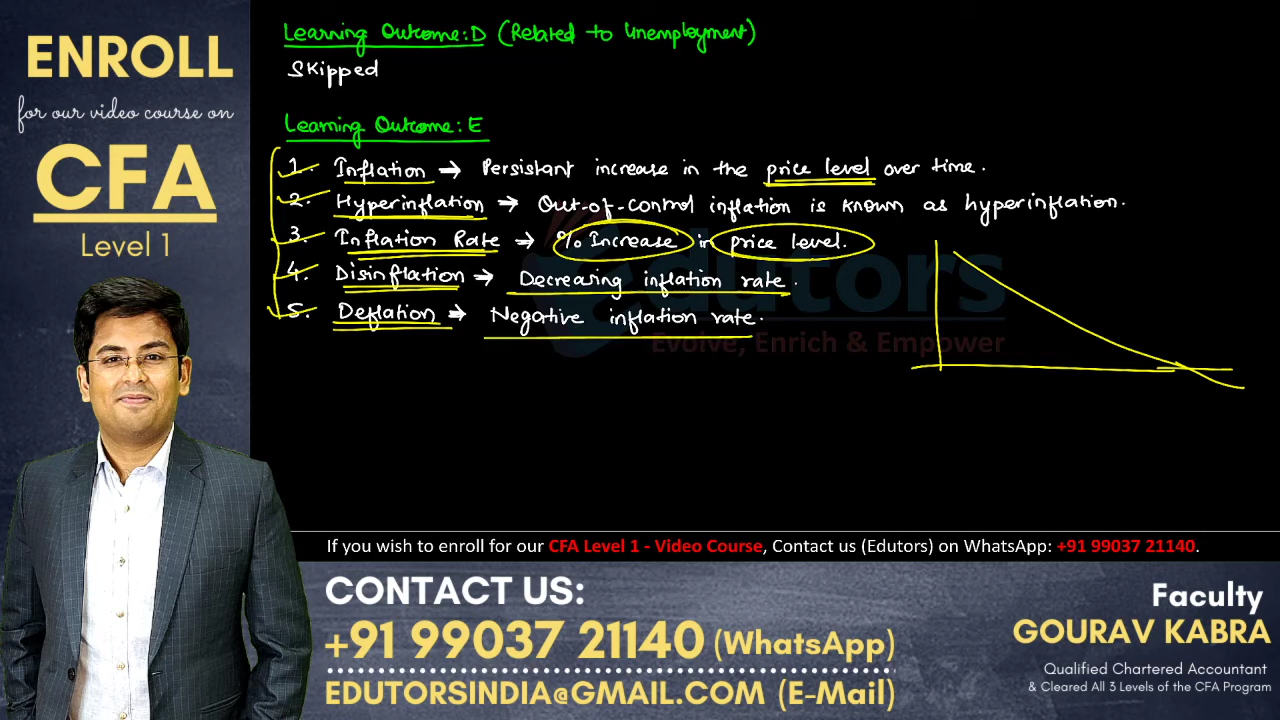 ENROLL
for our video course on
CFA
Level 1
Learning Outcome: D (Related to Unemployment)
Skipped
Learning Outcome: E
1. Inflation → Persistant increase in the price level over time.
2. Hyperinflation → Out-of-control inflation is known as hyperinflation.
3. Inflation Rate → % Increase in price level.
4. Disinflation → Decreasing inflation rate.
5. Deflation → Negative inflation rate.
Edutors
Evolve, Enrich & Empower
If you wish to enroll for our CFA Level 1 - Video Course, Contact us (Edutors) on WhatsApp: +91 99037 21140.
CONTACT US:
+91 99037 21140 (WhatsApp)
EDUTORSINDIA@GMAIL.COM (E-Mail)
Faculty
GOURAV KABRA
Qualified Chartered Accountant
& Cleared All 3 Levels of the CFA Program